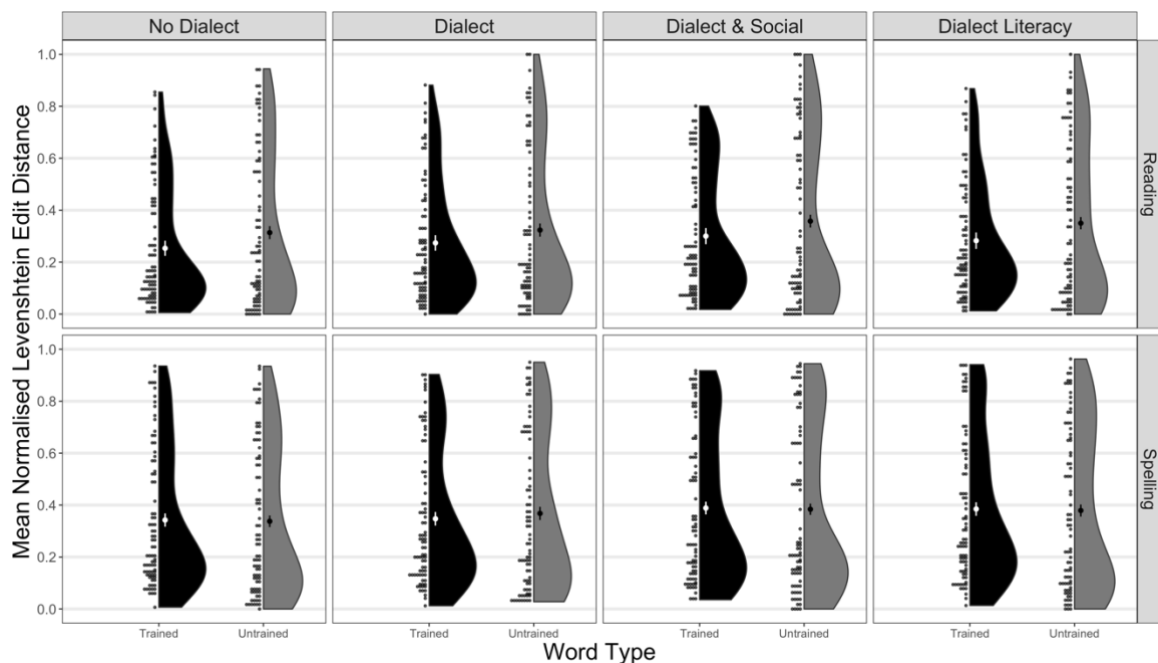 No Dialect
Dialect
Dialect & Social
Dialect Literacy
Mean Normalised Levenshtein Edit Distance
1.0
0.8
0.6
0.4
0.2
0.0
Reading
1.0
0.8
0.6
0.4
0.2
0.0
Spelling
Trained Untrained Trained Untrained Trained Untrained Trained Untrained
Word Type